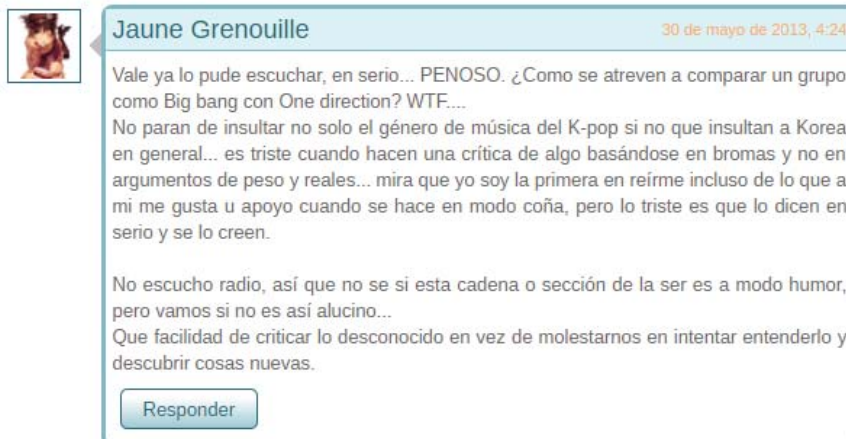 Jaune Grenouille
30 de mayo de 2013, 4:24
Vale ya lo pude escuchar, en serio... PENOSO. ¿Como se atreven a comparar un grupo
como Big bang con One direction? WTF....
No paran de insultar no solo el género de música del K-pop si no que insultan a Korea
en general... es triste cuando hacen una crítica de algo basándose en bromas y no en
argumentos de peso y reales... mira que yo soy la primera en reírme incluso de lo que a
mi me gusta u apoyo cuando se hace en modo coña, pero lo triste es que lo dicen en
serio y se lo creen.
No escucho radio, así que no se si esta cadena o sección de la ser es a modo humor,
pero vamos si no es así alucino...
Que facilidad de criticar lo desconocido en vez de molestarnos en intentar entenderlo y
descubrir cosas nuevas.
Responder